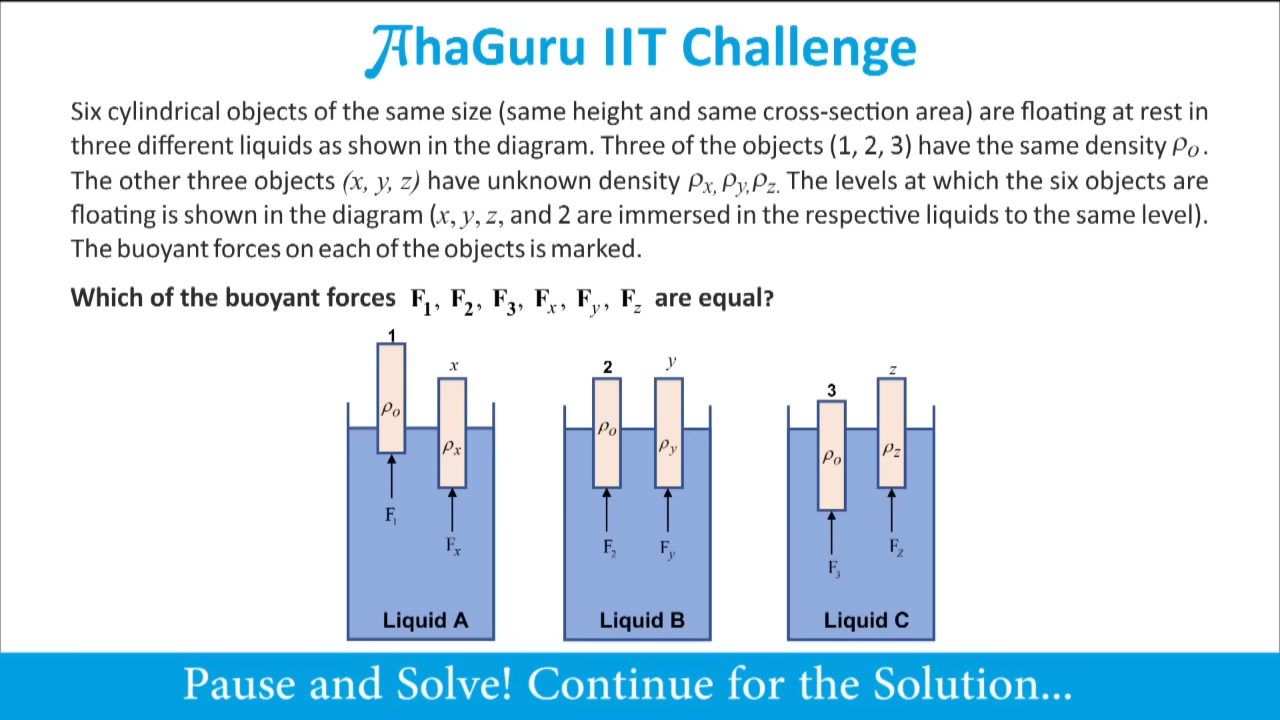 AhaGuru IIT Challenge
Six cylindrical objects of the same size (same height and same cross-section area) are floating at rest in
three different liquids as shown in the diagram. Three of the objects (1, 2, 3) have the same density ρo.
The other three objects (x, y, z) have unknown density ρx, ρy, ρz. The levels at which the six objects are
floating is shown in the diagram (x, y, z, and 2 are immersed in the respective liquids to the same level).
The buoyant forces on each of the objects is marked.
Which of the buoyant forces F1, F2, F3, Fx, Fy, Fz are equal?
1
x
2
y
3
z
ρo
ρx
ρo
ρy
ρo
ρz
F1
Fx
F2
Fy
F3
Fz
Liquid A
Liquid B
Liquid C
Pause and Solve! Continue for the Solution...